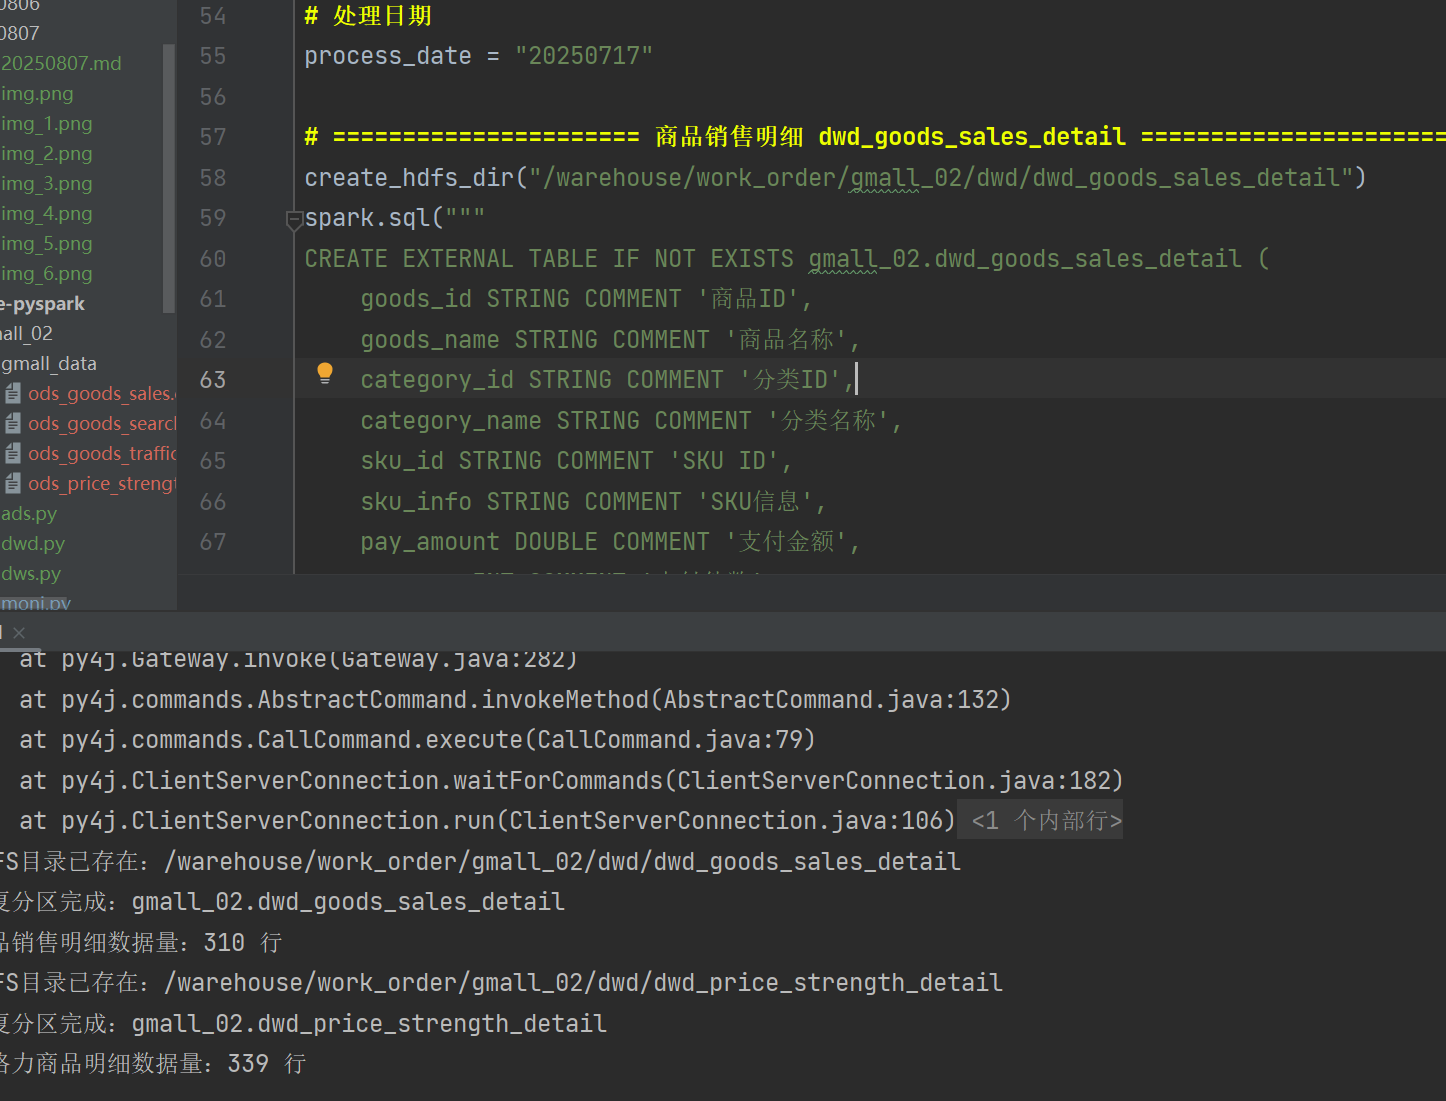 0806
0807
20250807.md
img.png
img_1.png
img_2.png
img_3.png
img_4.png
img_5.png
img_6.png
e-pyspark
mall_02
gmall_data
ods_goods_sales.
ods_goods_searc
ods_goods_traffic
ods_price_strengt
ads.py
dwd.py
dws.py
moni.py
54 # 处理日期
55 process_date = "20250717"
56
57 # ====================== 商品销售明细 dwd_goods_sales_detail ======================
58 create_hdfs_dir("/warehouse/work_order/gmall_02/dwd/dwd_goods_sales_detail")
59 spark.sql("""
60 CREATE EXTERNAL TABLE IF NOT EXISTS gmall_02.dwd_goods_sales_detail (
61 goods_id STRING COMMENT '商品ID',
62 goods_name STRING COMMENT '商品名称',
63 category_id STRING COMMENT '分类ID',
64 category_name STRING COMMENT '分类名称',
65 sku_id STRING COMMENT 'SKU ID',
66 sku_info STRING COMMENT 'SKU信息',
67 pay_amount DOUBLE COMMENT '支付金额',
at py4j.Gateway.invoke(Gateway.java:282)
at py4j.commands.AbstractCommand.invokeMethod(AbstractCommand.java:132)
at py4j.commands.CallCommand.execute(CallCommand.java:79)
at py4j.ClientServerConnection.waitForCommands(ClientServerConnection.java:182)
at py4j.ClientServerConnection.run(ClientServerConnection.java:106) <1 个内部行>
FS目录已存在: /warehouse/work_order/gmall_02/dwd/dwd_goods_sales_detail
复分区完成: gmall_02.dwd_goods_sales_detail
品销售明细数据量: 310 行
FS目录已存在: /warehouse/work_order/gmall_02/dwd/dwd_price_strength_detail
复分区完成: gmall_02.dwd_price_strength_detail
格力商品明细数据量: 339 行